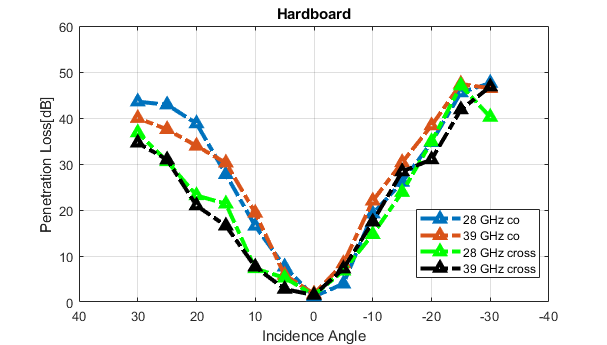 Hardboard
Penetration Loss[dB]
60
50
40
30
20
10
0
28 GHz co
39 GHz co
28 GHz cross
39 GHz cross
40 30 20 10 0 -10 -20 -30 -40
Incidence Angle